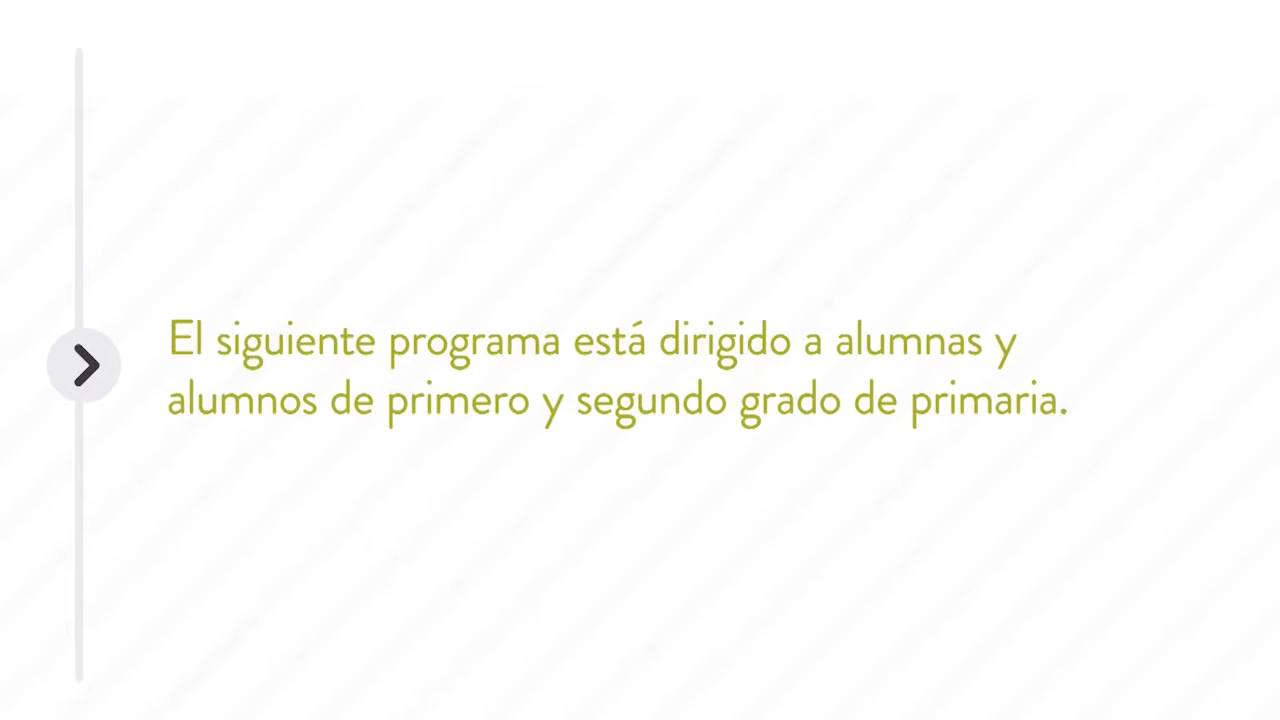 El siguiente programa está dirigido a alumnas y
alumnos de primero y segundo grado de primaria.